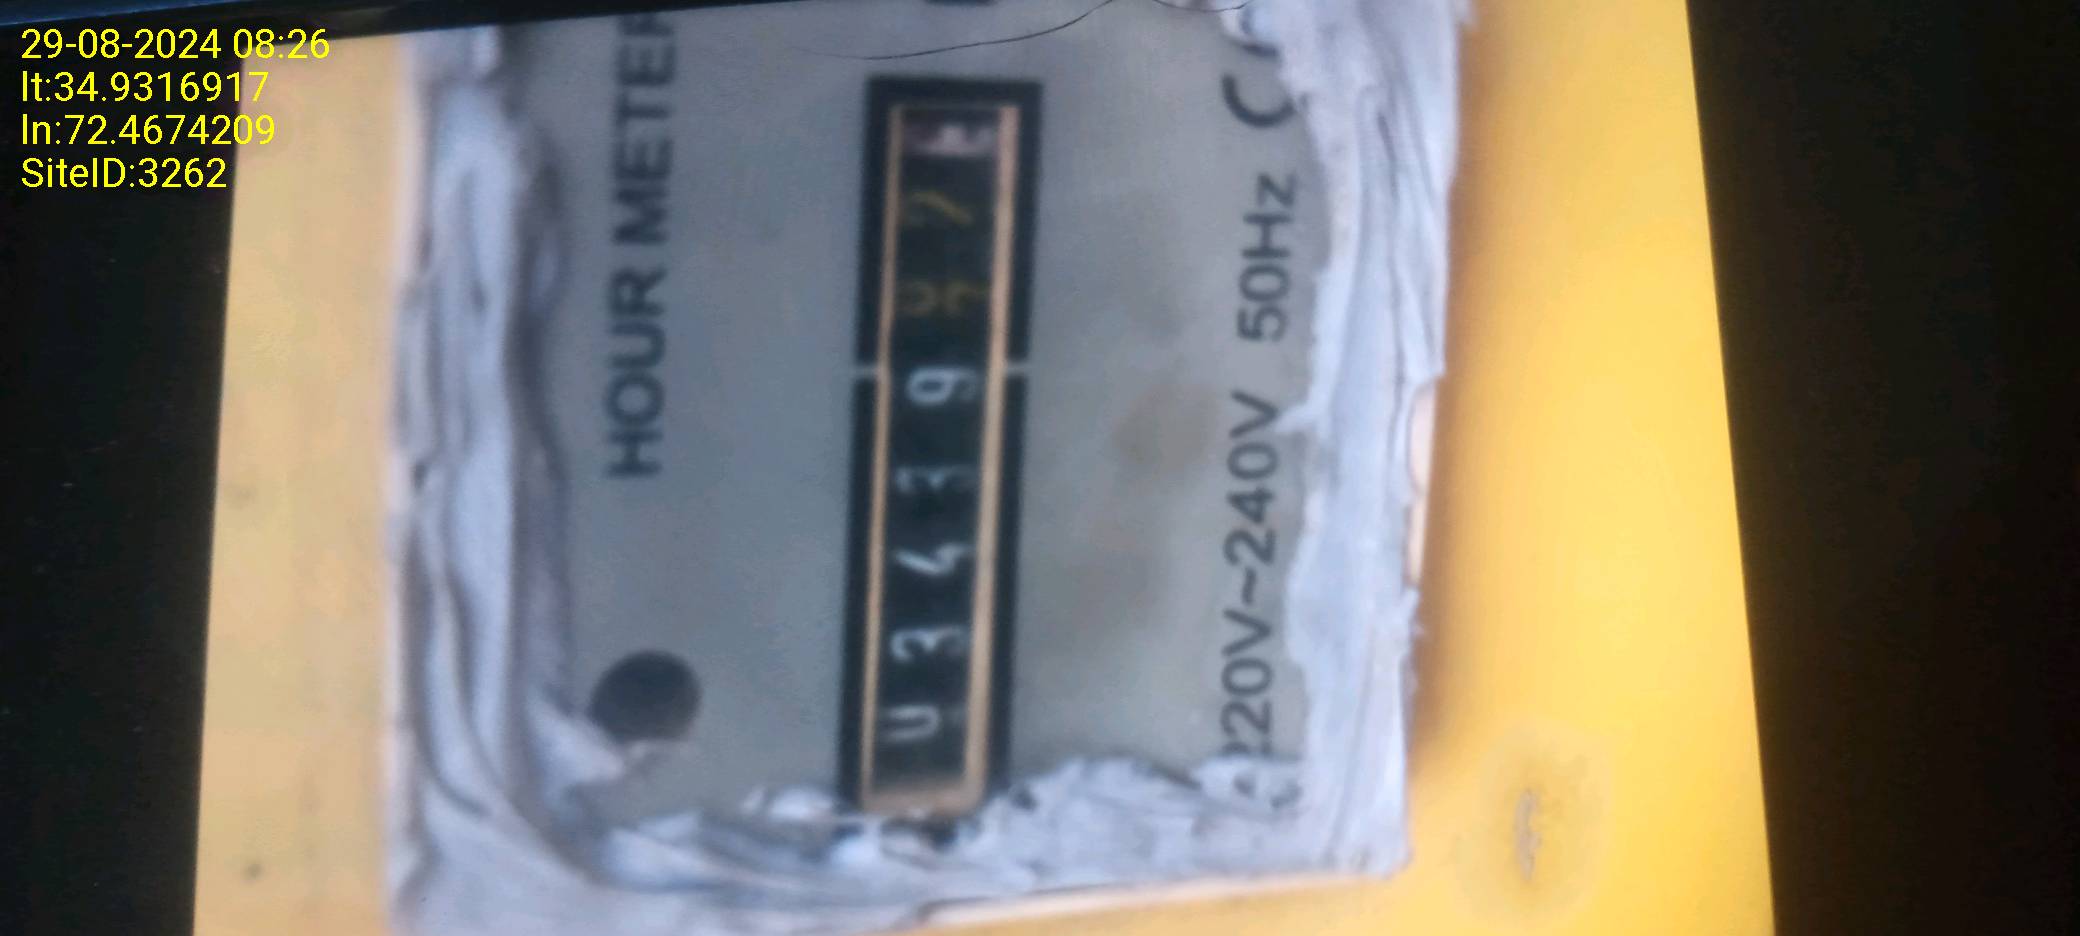 29-08-2024 08:26
lt:34.9316917
ln:72.4674209
SiteID:3262
HOUR METER
03439
220V~240V 50Hz